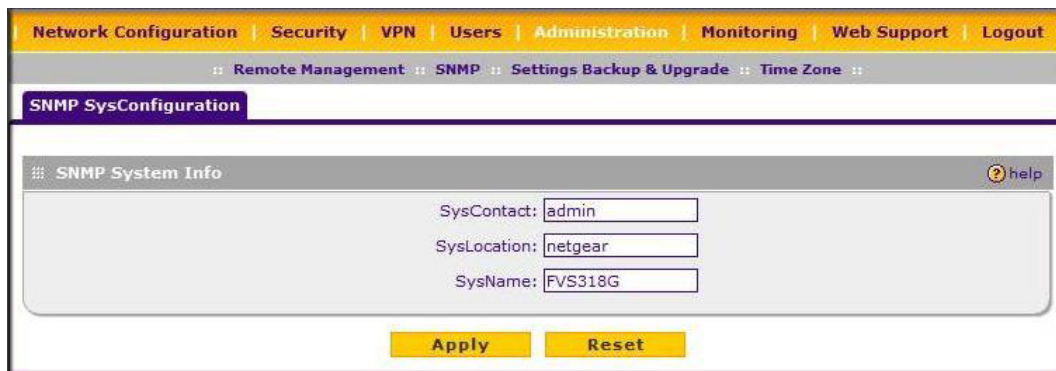 Network Configuration | Security | VPN | Users | Administration | Monitoring | Web Support | Logout
:: Remote Management :: SNMP :: Settings Backup & Upgrade :: Time Zone ::
SNMP SysConfiguration
SNMP System Info
help
SysContact: admin
SysLocation: netgear
SysName: FVS318G
Apply Reset